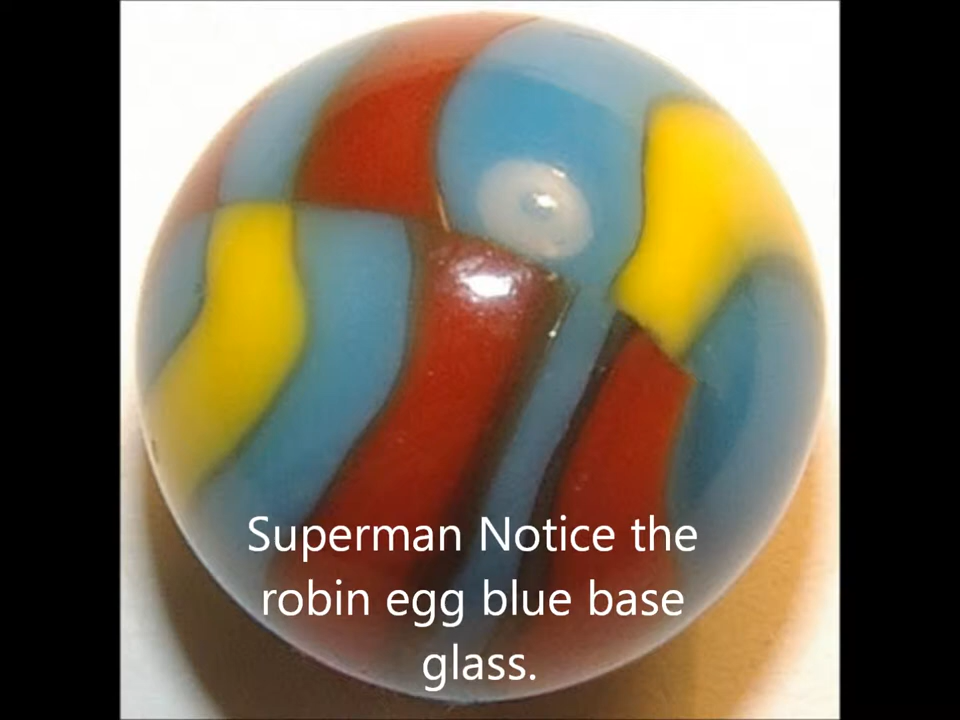 Superman Notice the
robin egg blue base
glass.